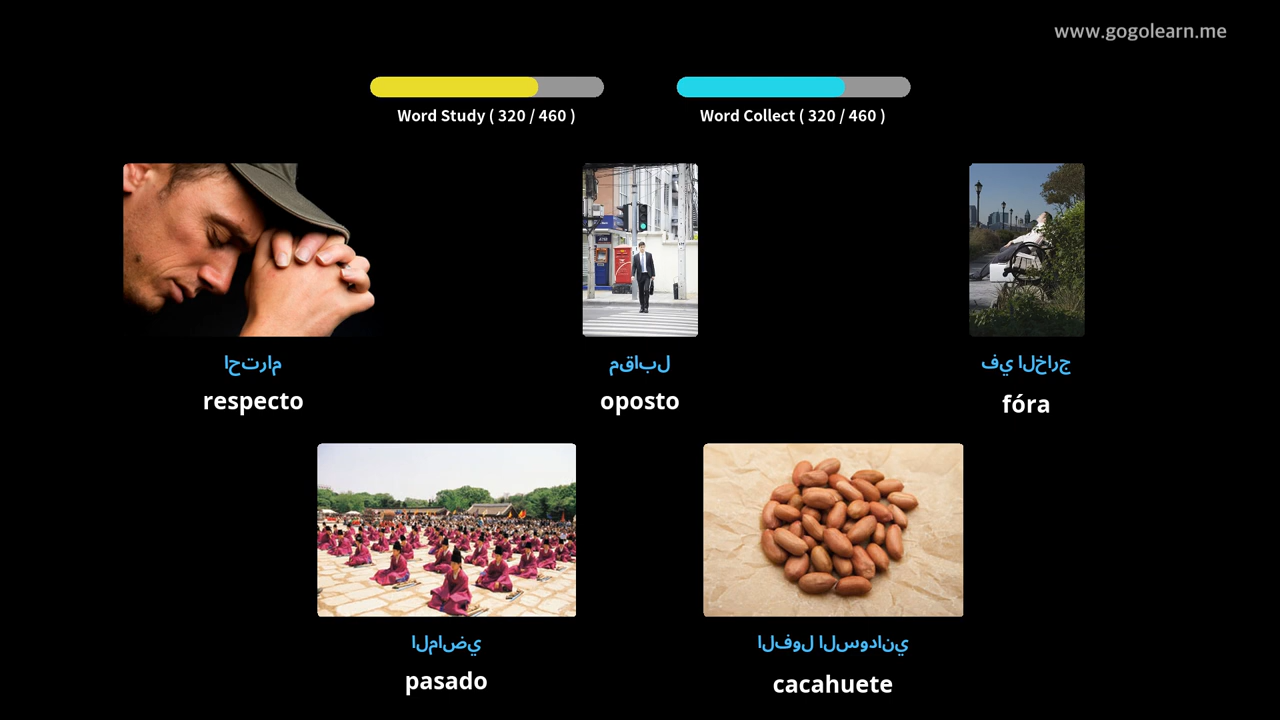 www.gogolearn.me
Word Study ( 320 / 460 )
Word Collect ( 320 / 460 )
احترام
respecto
مقابل
oposto
في الخارج
fóra
الماضي
pasado
الفول السوداني
cacahuete